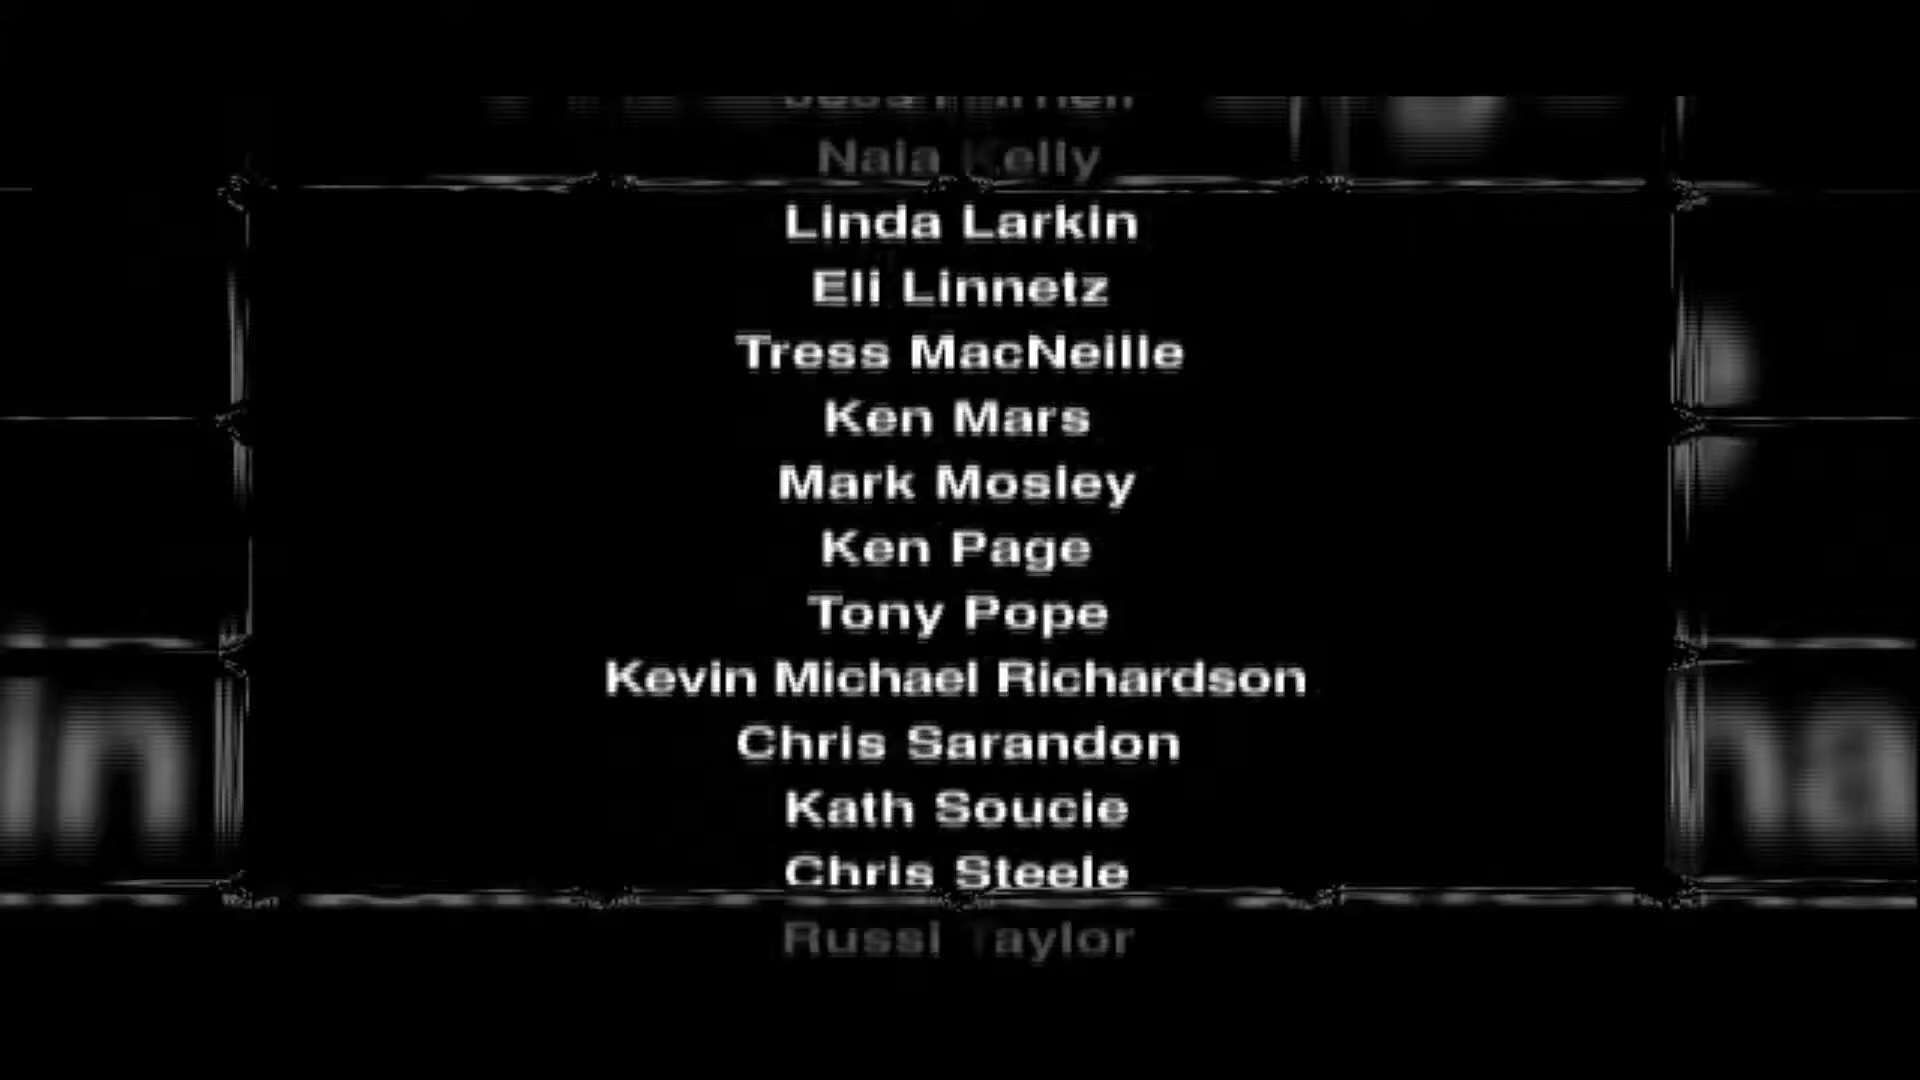 Naia Kelly
Linda Larkin
Eli Linnetz
Tress MacNeille
Ken Mars
Mark Mosley
Ken Page
Tony Pope
Kevin Michael Richardson
Chris Sarandon
Kath Soucie
Chris Steele
Russi Taylor